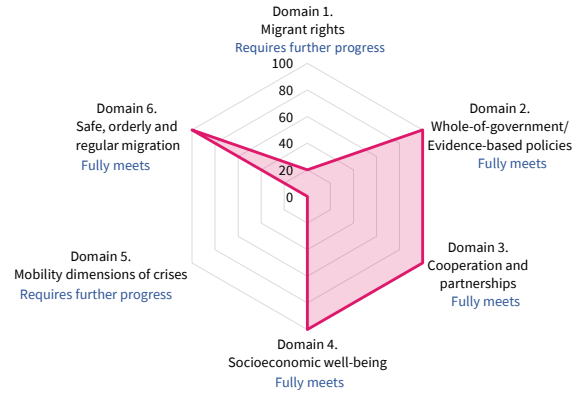 Domain 1.
Migrant rights
Requires further progress
100
80
60
40
20
0
Domain 2.
Whole-of-government/
Evidence-based policies
Fully meets
Domain 3.
Cooperation and
partnerships
Fully meets
Domain 4.
Socioeconomic well-being
Fully meets
Domain 5.
Mobility dimensions of crises
Requires further progress
Domain 6.
Safe, orderly and
regular migration
Fully meets